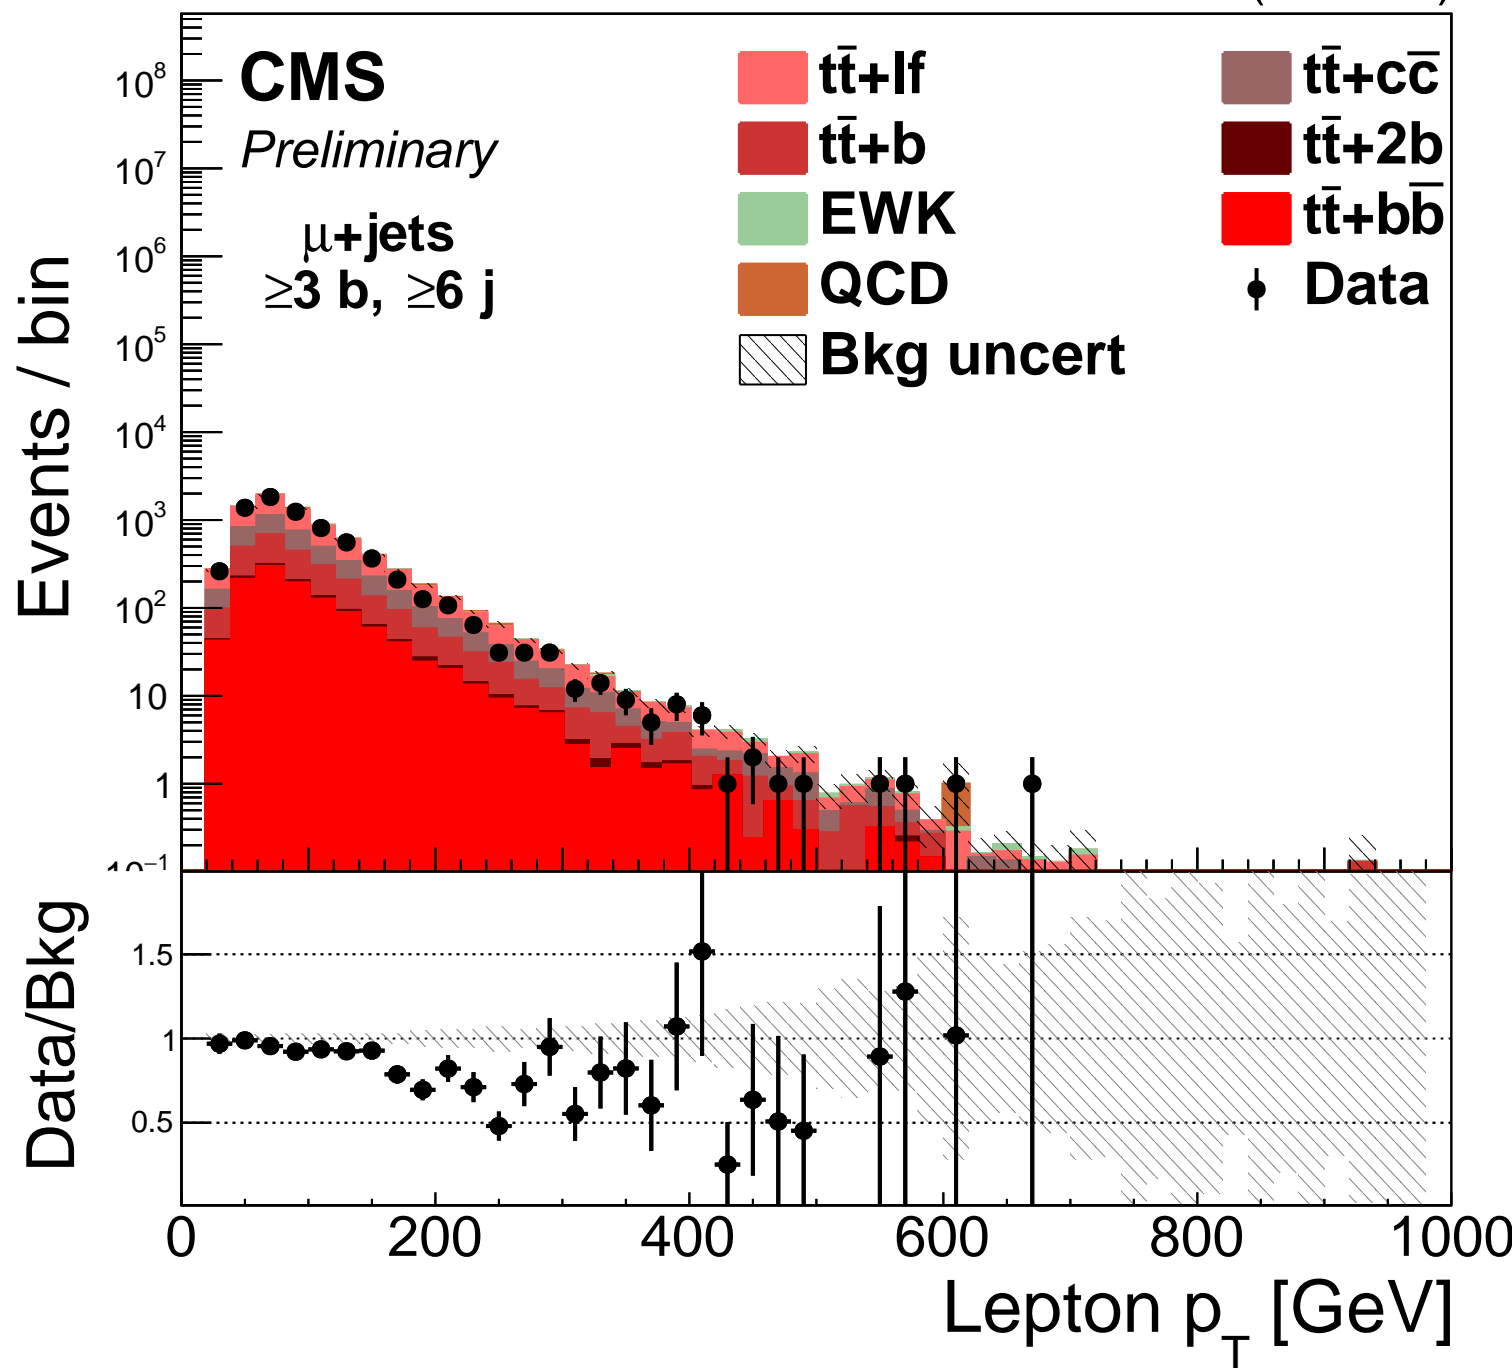 CMS
Preliminary
μ+jets
≥3 b, ≥6 j
tt̄+lf
tt̄+cc̄
tt̄+b
tt̄+2b
EWK
tt̄+bb̄
QCD
Data
Bkg uncert
Events / bin
10⁸
10⁷
10⁶
10⁵
10⁴
10³
10²
10
1
10⁻¹
Data/Bkg
1.5
1
0.5
0 200 400 600 800 1000
Lepton p_T [GeV]